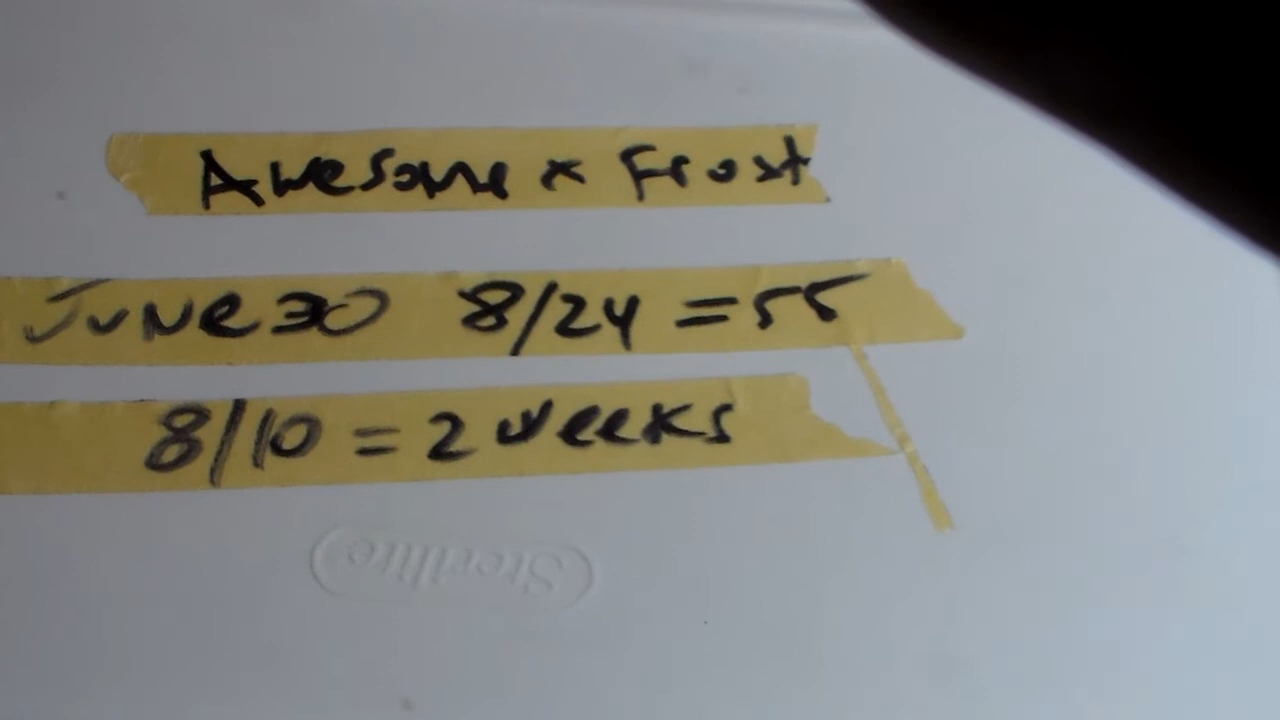 Awesome x Frost
June 30 8/24 = 55
8/10 = 2 weeks
Sterilite